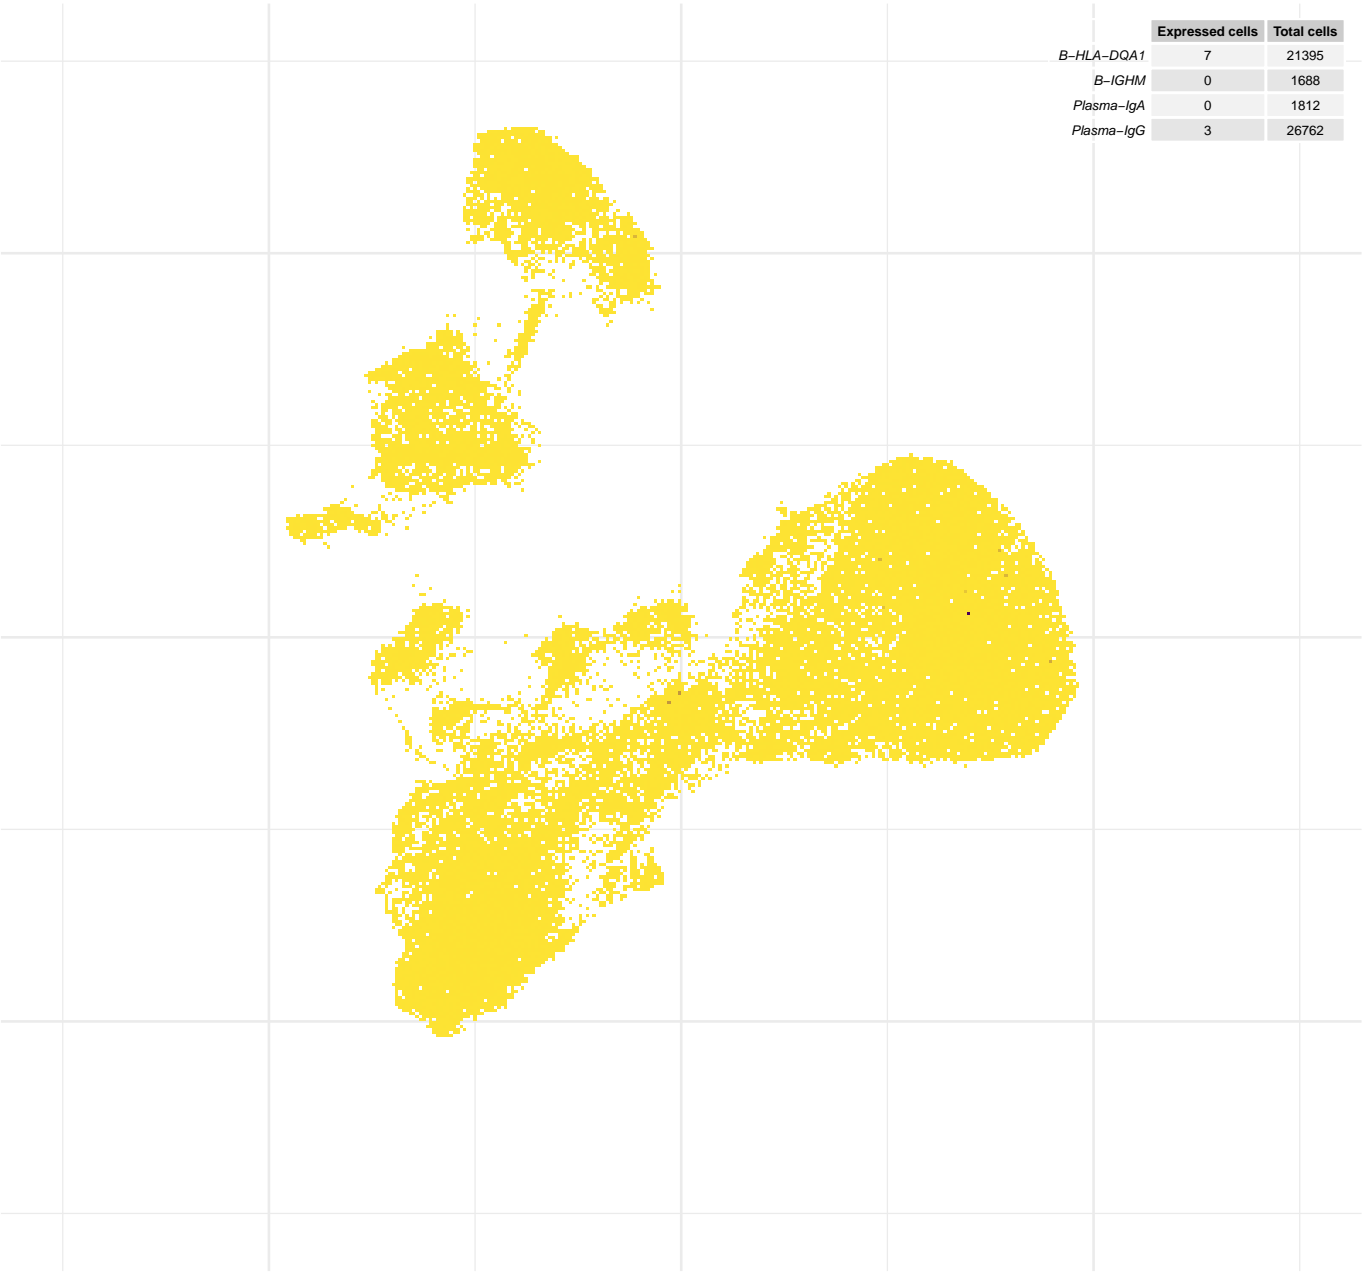 Expressed cells Total cells
B−HLA−DQA1 7 21395
B−IGHM 0 1688
Plasma−IgA 0 1812
Plasma−IgG 3 26762